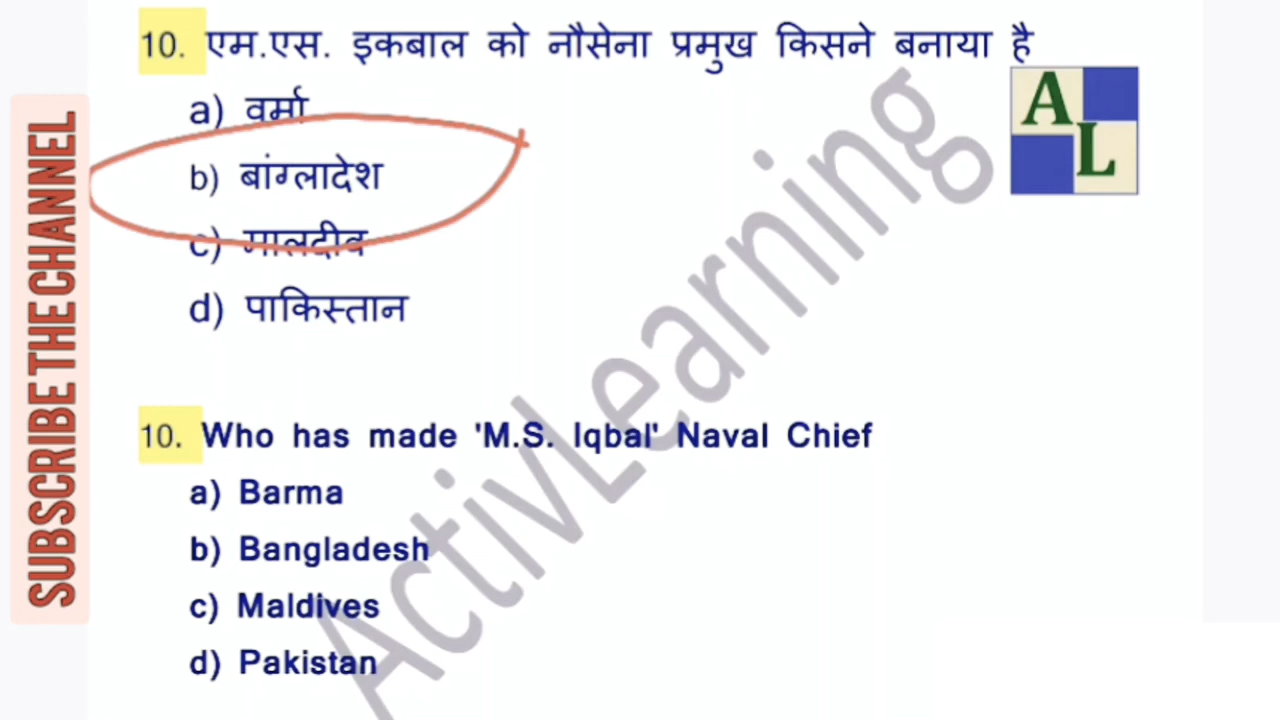 10. एम.एस. इकबाल को नौसेना प्रमुख किसने बनाया है
a) वर्मा
b) बांग्लादेश
c) मालदीव
d) पाकिस्तान
10. Who has made 'M.S. Iqbal' Naval Chief
a) Barma
b) Bangladesh
c) Maldives
d) Pakistan
SUBSCRIBE THE CHANNEL
AL
ActivLearning